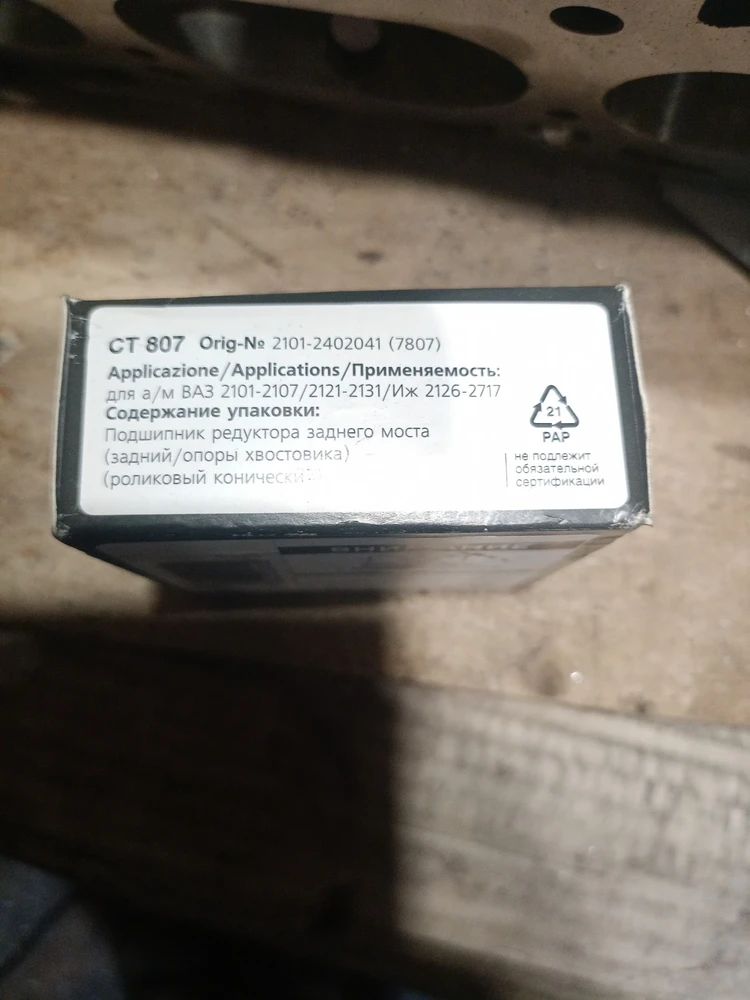 CT 807 Orig-№ 2101-2402041 (7807)
Applicazione/Applications/Применяемость:
для а/м ВАЗ 2101-2107/2121-2131/Иж 2126-2717
Содержание упаковки:
Подшипник редуктора заднего моста
(задний/опоры хвостовика)
(роликовый
21
PAP
не подлежит
обязательной
сертификации